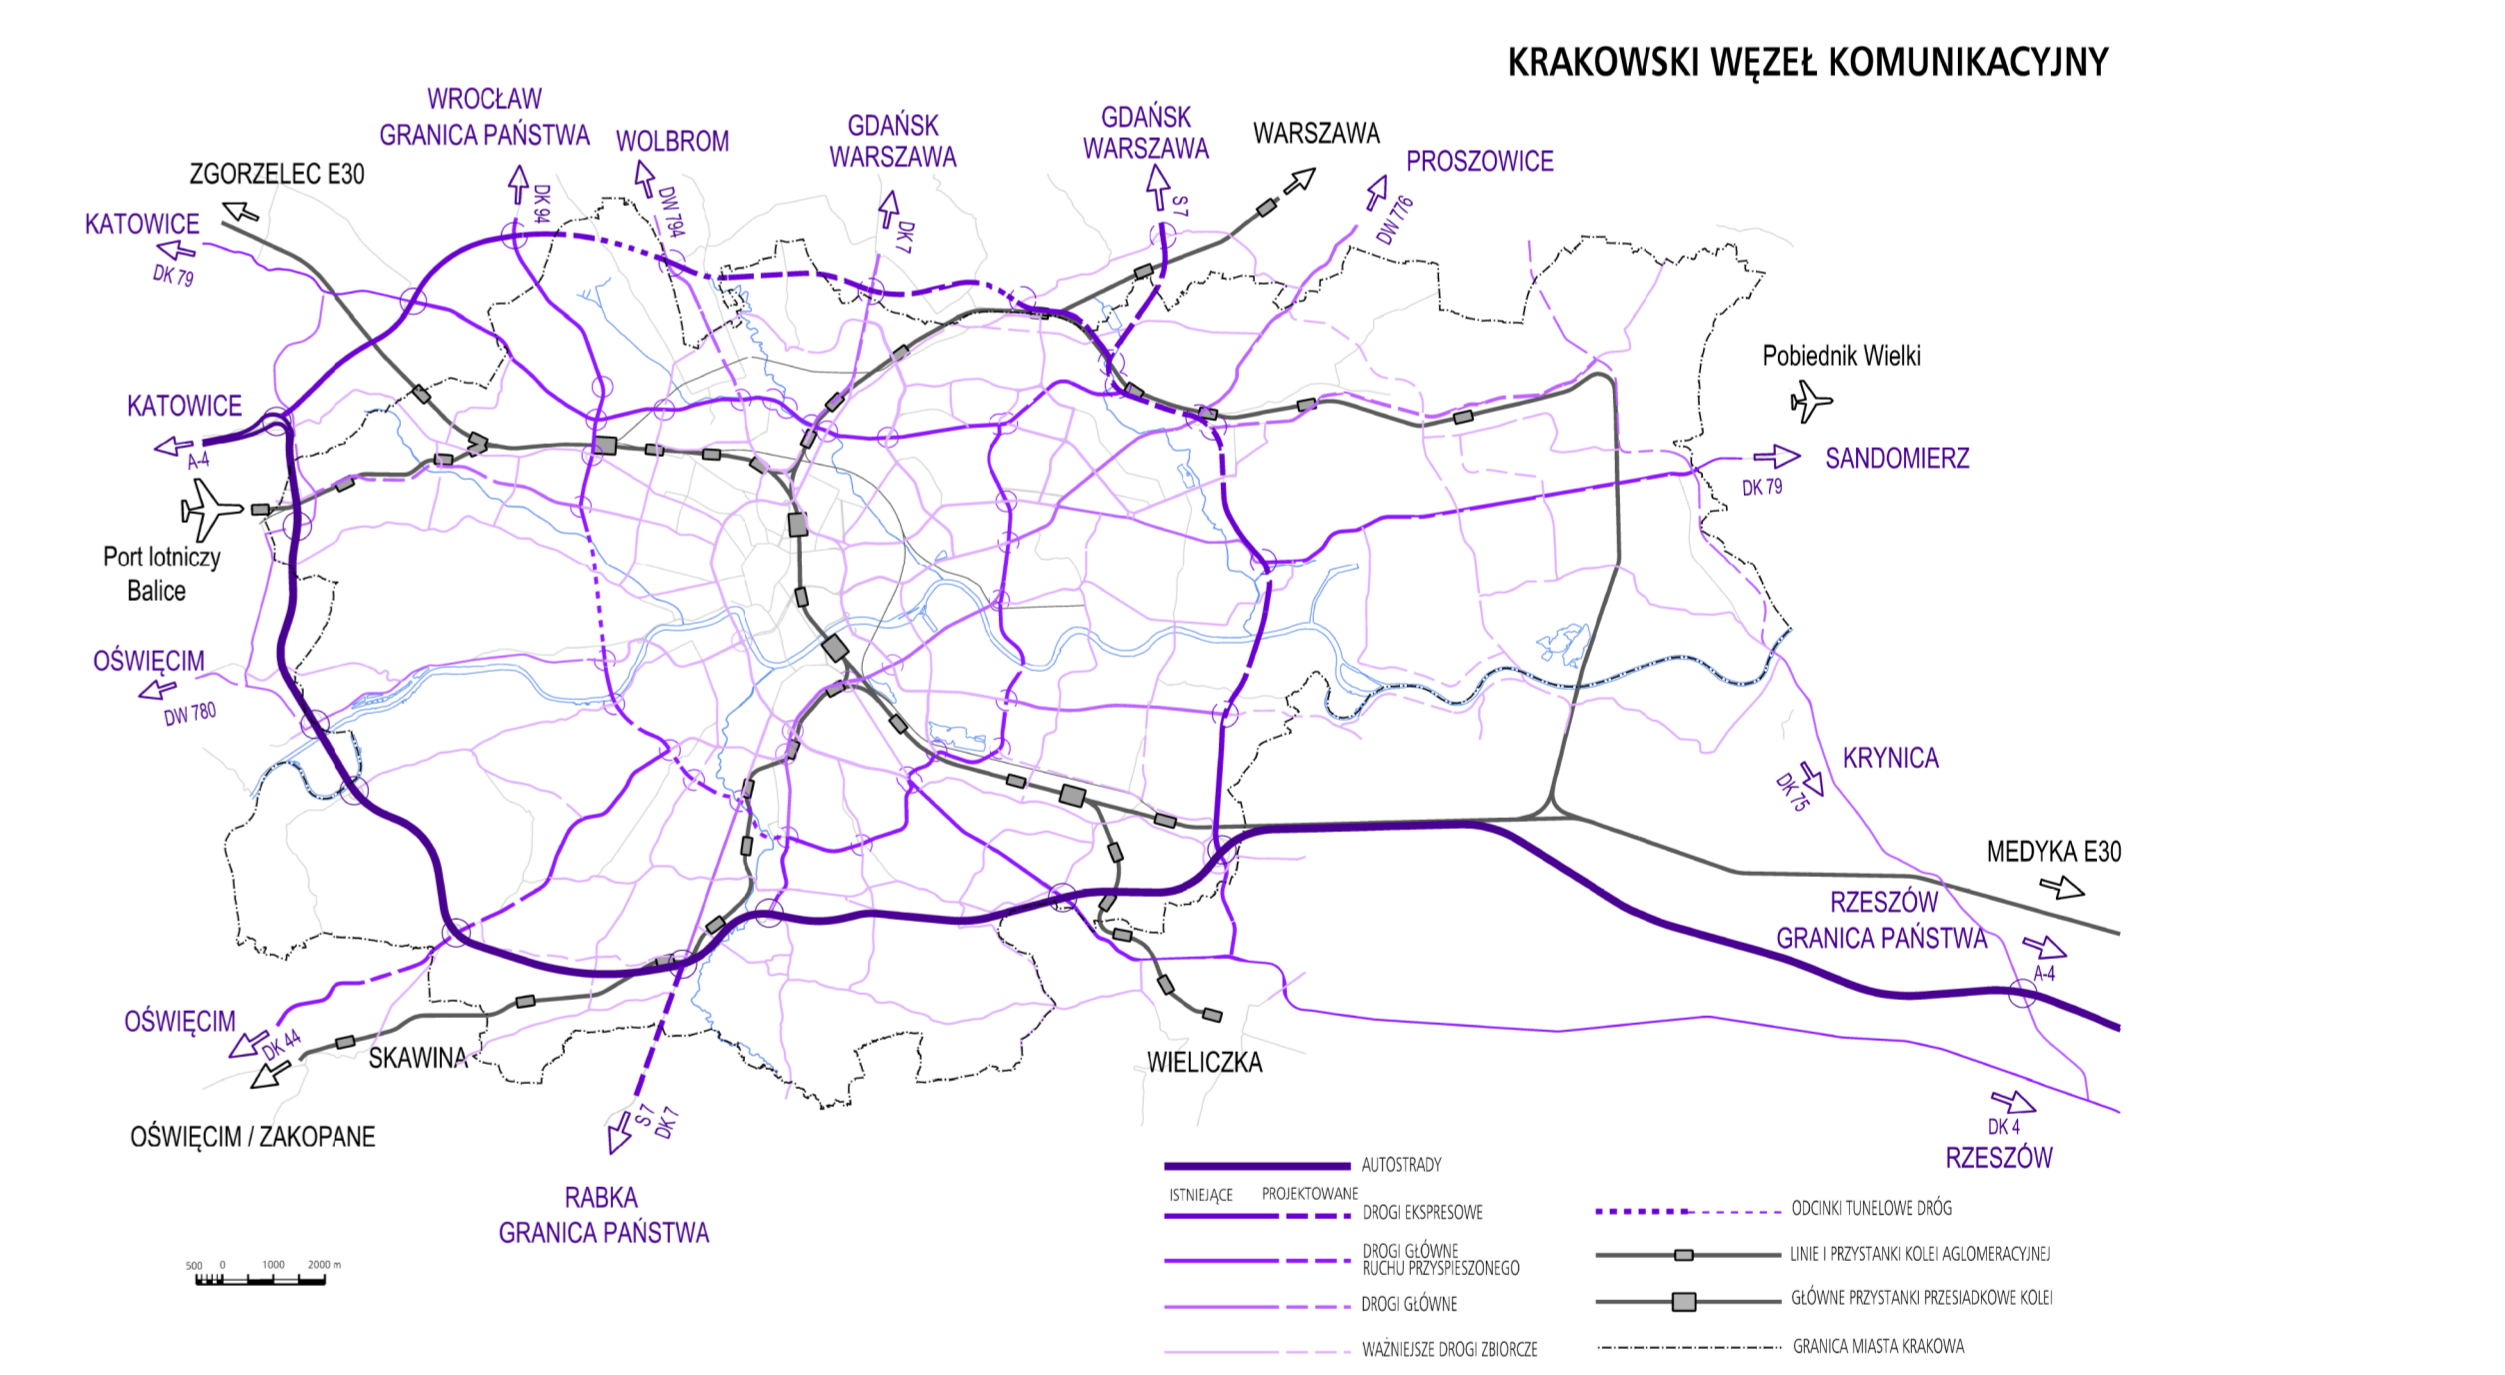 KRAKOWSKI WĘZEŁ KOMUNIKACYJNY
WROCŁAW
GRANICA PAŃSTWA
DK 94
WOLBROM
DW 794
GDAŃSK
WARSZAWA
DK 7
GDAŃSK
WARSZAWA
S 7
WARSZAWA
PROSZOWICE
DW 776
ZGORZELEC E30
KATOWICE
DK 79
KATOWICE
A-4
Port lotniczy
Balice
OŚWIĘCIM
DW 780
Pobiednik Wielki
SANDOMIERZ
DK 79
KRYNICA
DK 75
MEDYKA E30
RZESZÓW
GRANICA PAŃSTWA
A-4
OŚWIĘCIM
DK 44
SKAWINA
OŚWIĘCIM / ZAKOPANE
WIELICZKA
S 7
DK 7
RABKA
GRANICA PAŃSTWA
DK 4
RZESZÓW
AUTOSTRADY
ISTNIEJĄCE PROJEKTOWANE
DROGI EKSPRESOWE
DROGI GŁÓWNE
RUCHU PRZYSPIESZONEGO
DROGI GŁÓWNE
WAŻNIEJSZE DROGI ZBIORCZE
ODCINKI TUNELOWE DRÓG
LINIE I PRZYSTANKI KOLEI AGLOMERACYJNEJ
GŁÓWNE PRZYSTANKI PRZESIADKOWE KOLEI
GRANICA MIASTA KRAKOWA
500 0 1000 2000 m